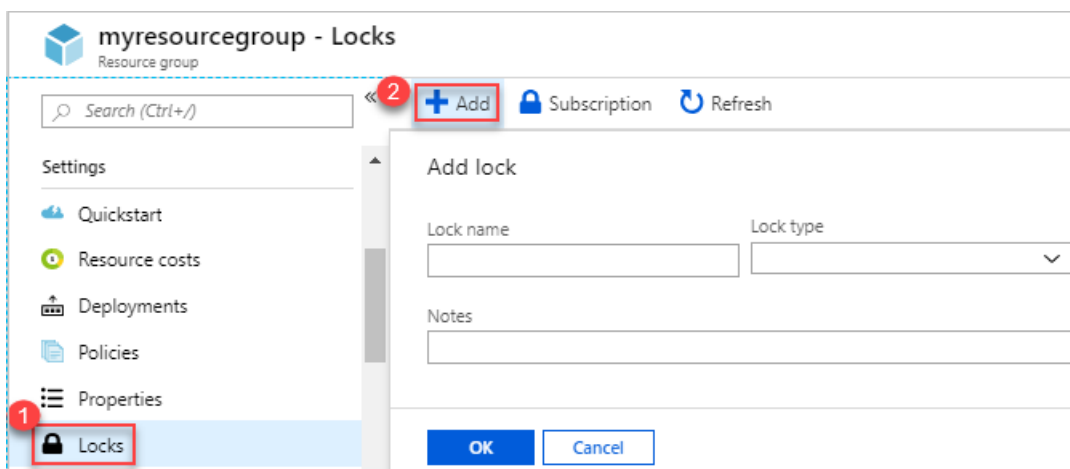 myresourcegroup - Locks
Resource group
Search (Ctrl+/)
«
2
Add
Subscription
Refresh
Settings
Quickstart
Resource costs
Deployments
Policies
Properties
1
Locks
Add lock
Lock name
Lock type
Notes
OK
Cancel